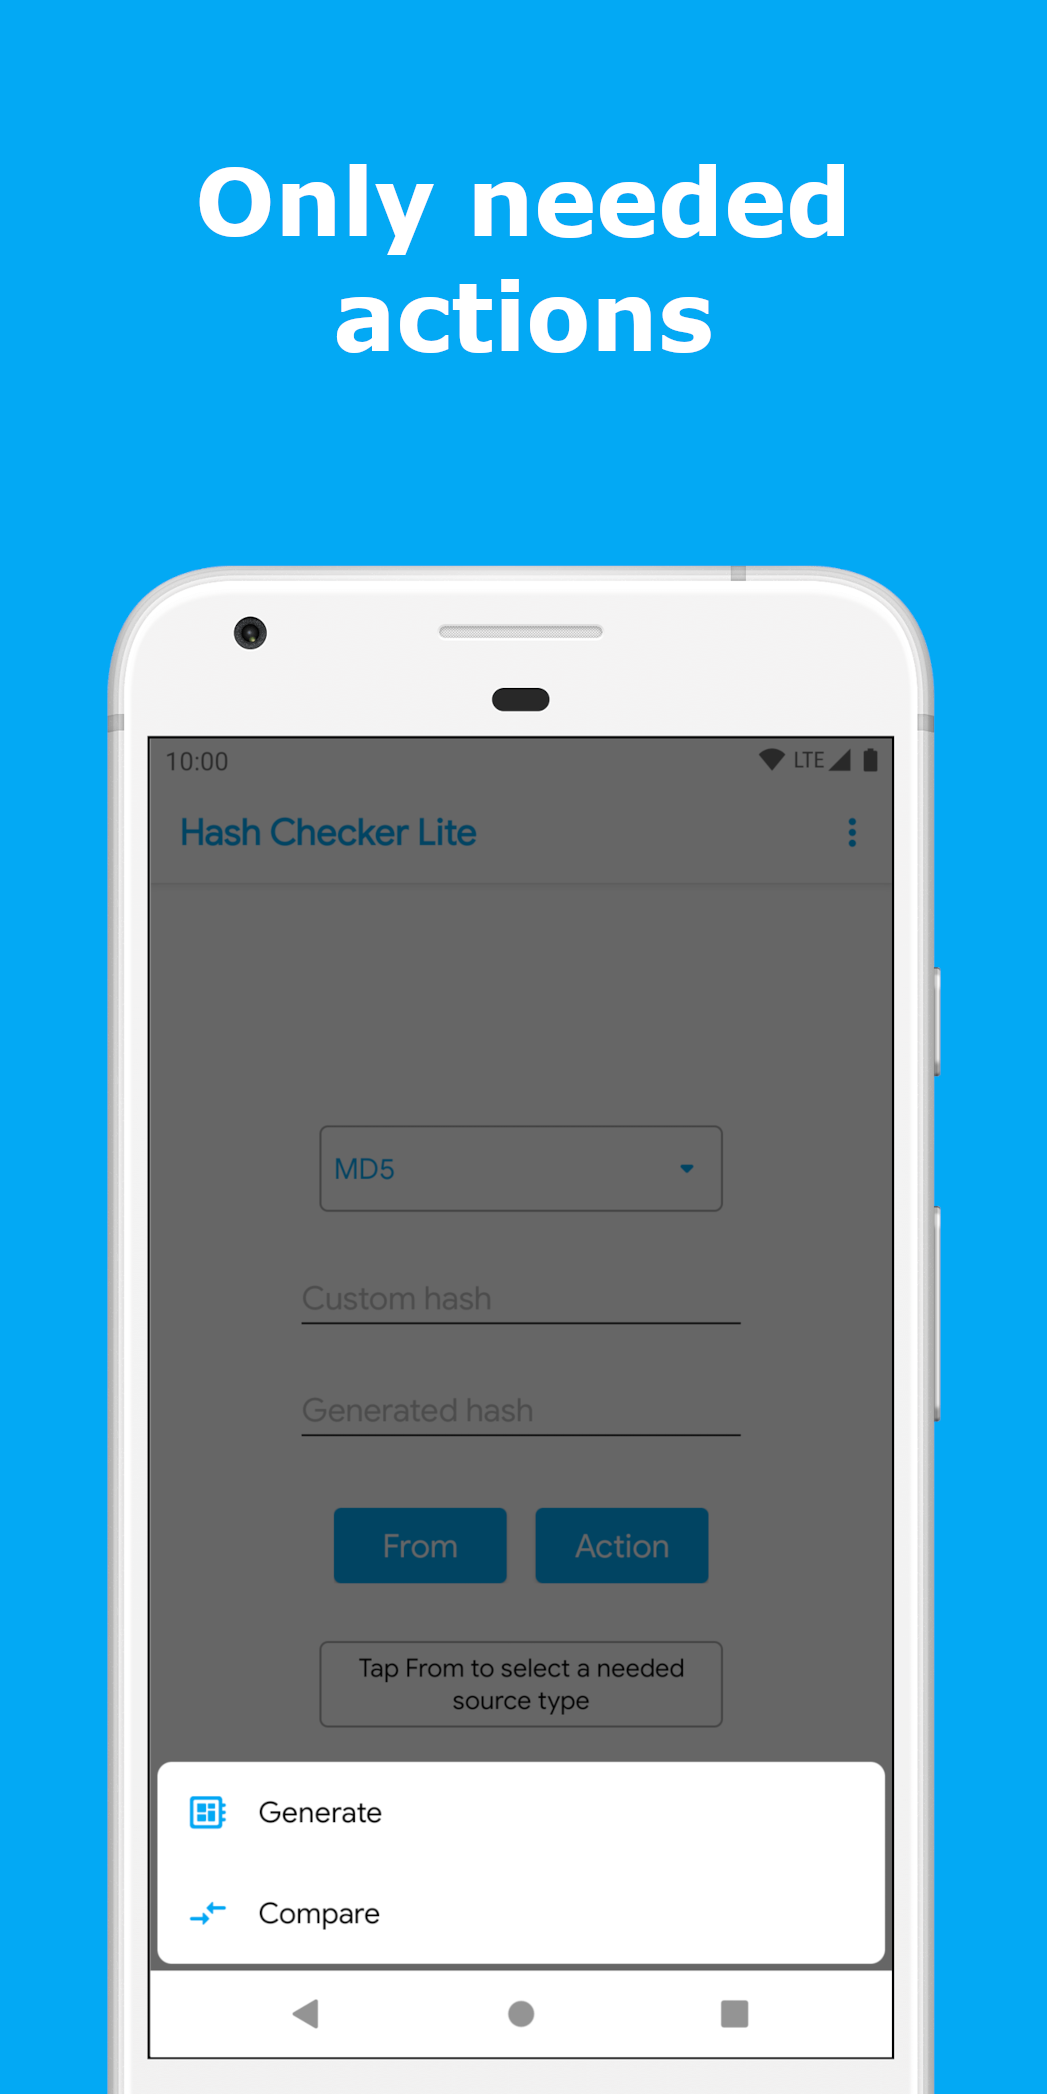 Only needed
actions
10:00
LTE
Hash Checker Lite
MD5
Custom hash
Generated hash
From
Action
Tap From to select a needed
source type
Generate
Compare